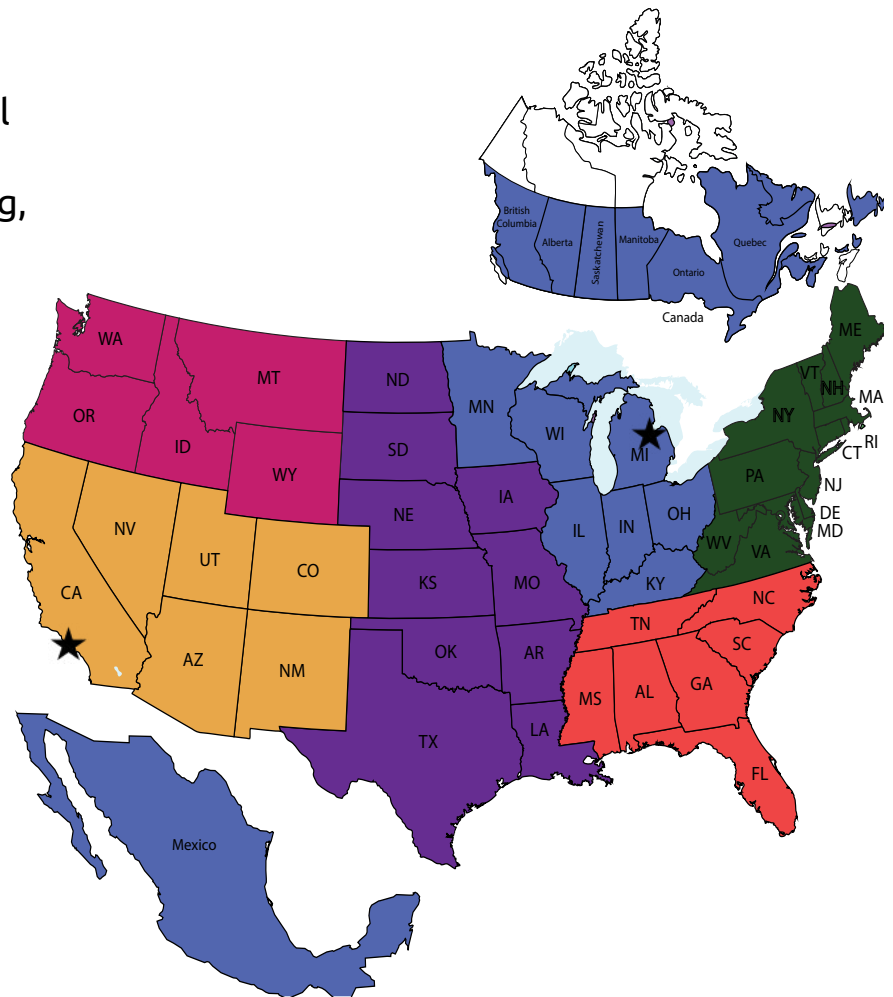 l
g,
British
Columbia
Alberta
Saskatchewan
Manitoba
Ontario
Quebec
Canada
WA
MT
ND
MN
ME
VT
NH
MA
OR
ID
WY
SD
WI
MI
NY
CT
RI
NV
UT
CO
NE
IA
IL
IN
OH
PA
NJ
DE
MD
WV
VA
CA
AZ
NM
KS
MO
KY
OK
AR
TN
NC
SC
TX
LA
MS
AL
GA
FL
Mexico